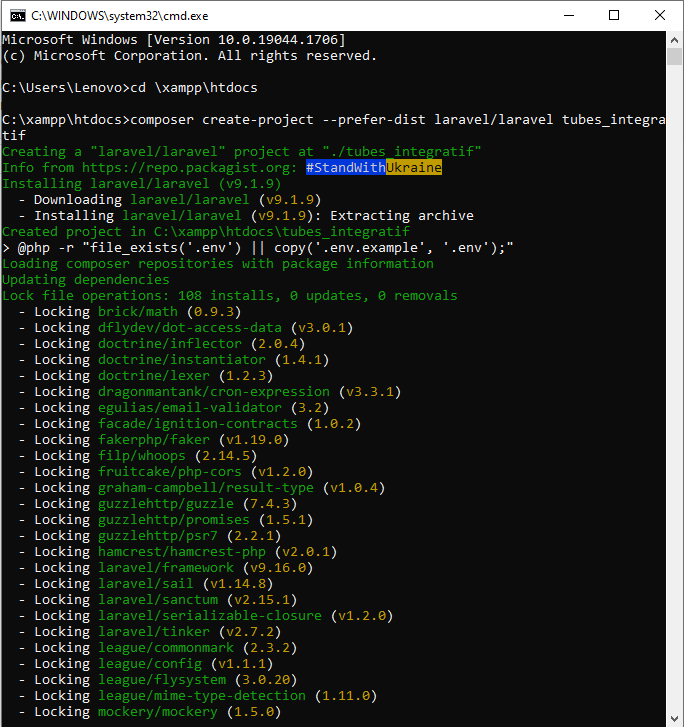 C:\WINDOWS\system32\cmd.exe
Microsoft Windows [Version 10.0.19044.1706]
(c) Microsoft Corporation. All rights reserved.
C:\Users\Lenovo>cd \xampp\htdocs
C:\xampp\htdocs>composer create-project --prefer-dist laravel/laravel tubes_integra
tif
Creating a "laravel/laravel" project at "./tubes_integratif"
Info from https://repo.packagist.org: #StandWithUkraine
Installing laravel/laravel (v9.1.9)
- Downloading laravel/laravel (v9.1.9)
- Installing laravel/laravel (v9.1.9): Extracting archive
Created project in C:\xampp\htdocs\tubes_integratif
> @php -r "file_exists('.env') || copy('.env.example', '.env');"
Loading composer repositories with package information
Updating dependencies
Lock file operations: 108 installs, 0 updates, 0 removals
- Locking brick/math (0.9.3)
- Locking dflydev/dot-access-data (v3.0.1)
- Locking doctrine/inflector (2.0.4)
- Locking doctrine/instantiator (1.4.1)
- Locking doctrine/lexer (1.2.3)
- Locking dragonmantank/cron-expression (v3.3.1)
- Locking egulias/email-validator (3.2)
- Locking facade/ignition-contracts (1.0.2)
- Locking fakerphp/faker (v1.19.0)
- Locking filp/whoops (2.14.5)
- Locking fruitcake/php-cors (v1.2.0)
- Locking graham-campbell/result-type (v1.0.4)
- Locking guzzlehttp/guzzle (7.4.3)
- Locking guzzlehttp/promises (1.5.1)
- Locking guzzlehttp/psr7 (2.2.1)
- Locking hamcrest/hamcrest-php (v2.0.1)
- Locking laravel/framework (v9.16.0)
- Locking laravel/sail (v1.14.8)
- Locking laravel/sanctum (v2.15.1)
- Locking laravel/serializable-closure (v1.2.0)
- Locking laravel/tinker (v2.7.2)
- Locking league/commonmark (2.3.2)
- Locking league/config (v1.1.1)
- Locking league/flysystem (3.0.20)
- Locking league/mime-type-detection (1.11.0)
- Locking mockery/mockery (1.5.0)